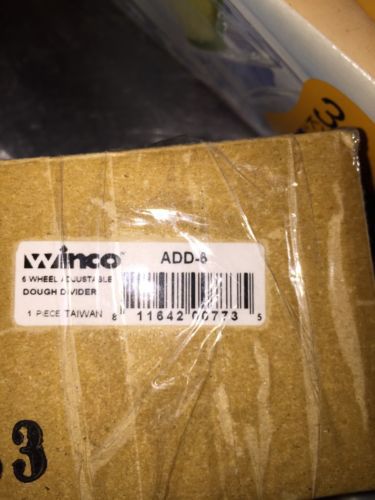 Winco ADD-6
6 WHEEL ADJUSTABLE
DOUGH DIVIDER
1 PIECE TAIWAN
8 11642 00773 5
3